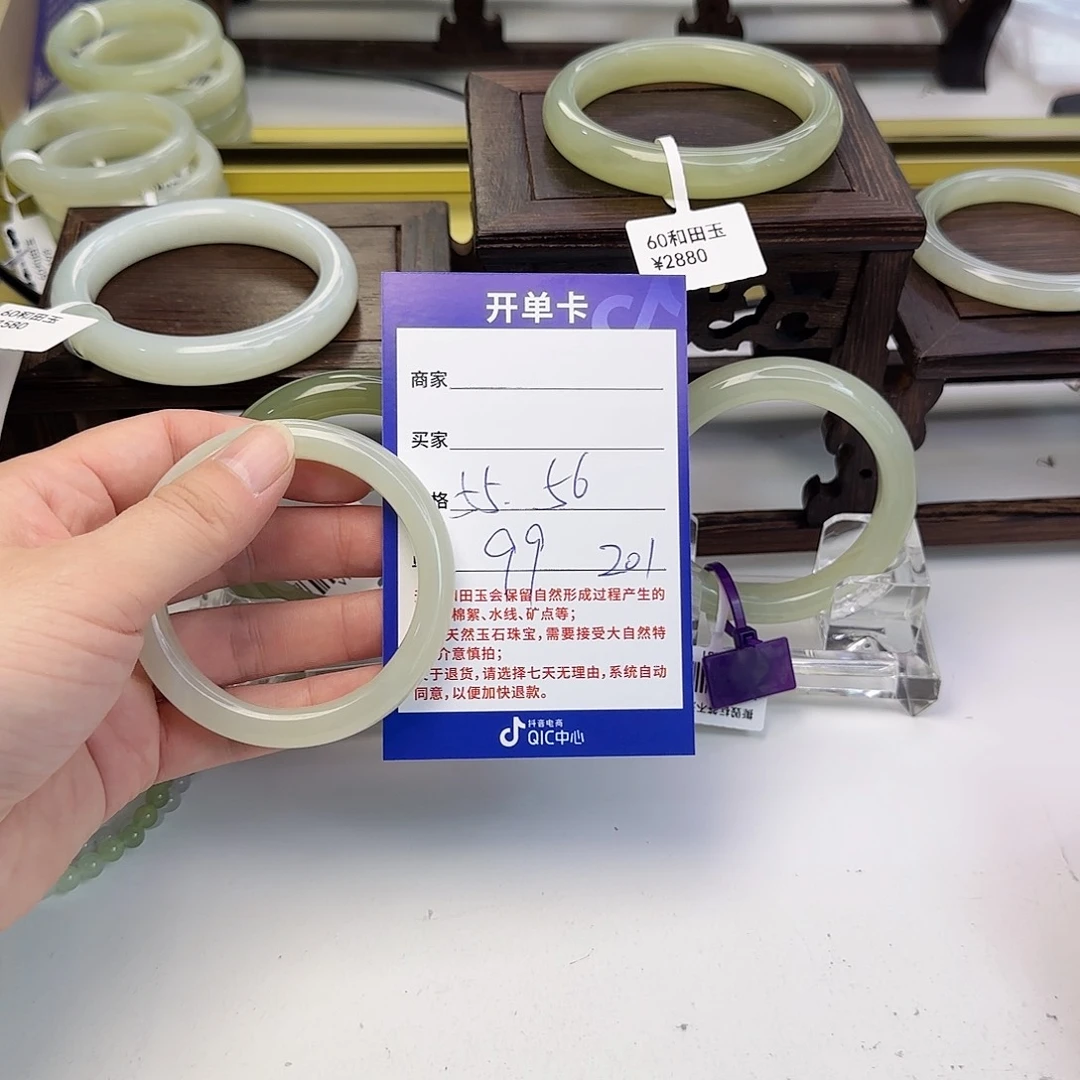 60和田玉
¥2880
60和田玉
580
开单卡
商家
买家
格 55. 56
99 201
田玉会保留自然形成过程产生的
棉絮、水线、矿点等；
天然玉石珠宝，需要接受大自然特
介意慎拍；
于退货，请选择七天无理由，系统自动
同意，以便加快退款。
抖音电商
QIC中心